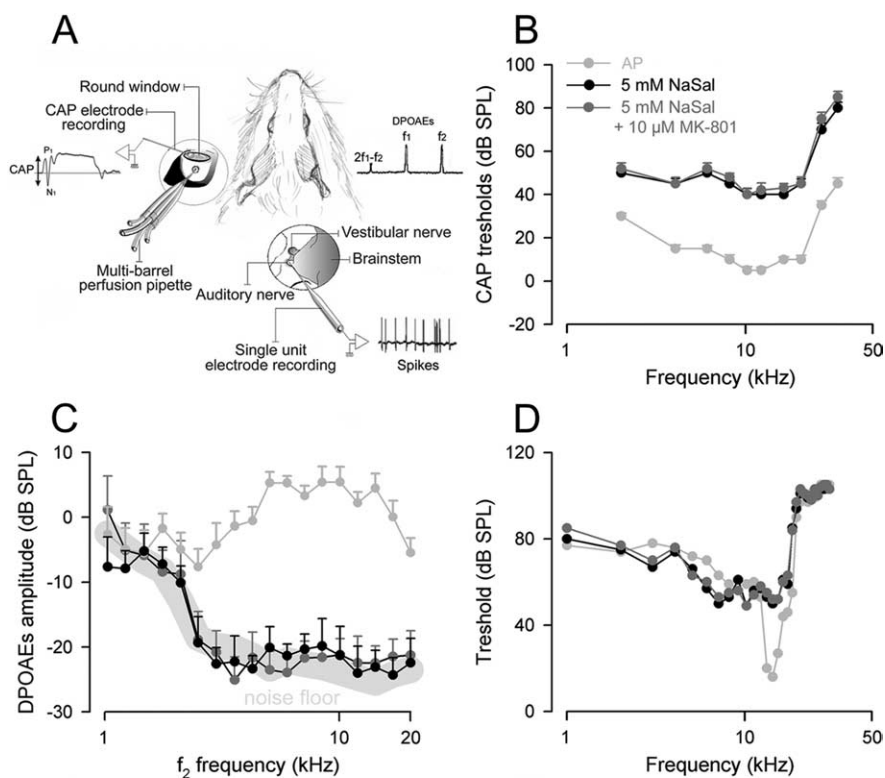 A
Round window
CAP electrode
recording
P1
CAP
N1
DPOAEs
f1
f2
2f1-f2
Multi-barrel
perfusion pipette
Vestibular nerve
Brainstem
Auditory nerve
Single unit
electrode recording
Spikes
B
AP
5 mM NaSal
5 mM NaSal
+ 10 µM MK-801
CAP tresholds (dB SPL)
100
80
60
40
20
0
-20
1
10
50
Frequency (kHz)
C
DPOAEs amplitude (dB SPL)
10
0
-10
-20
-30
noise floor
1
10
20
f2 frequency (kHz)
D
Treshold (dB SPL)
120
80
40
0
1
10
50
Frequency (kHz)